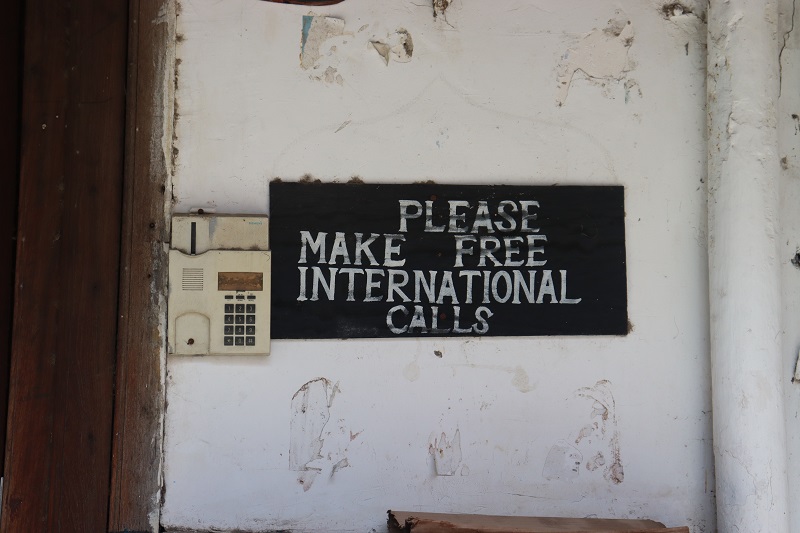 PLEASE
MAKE FREE
INTERNATIONAL
CALLS